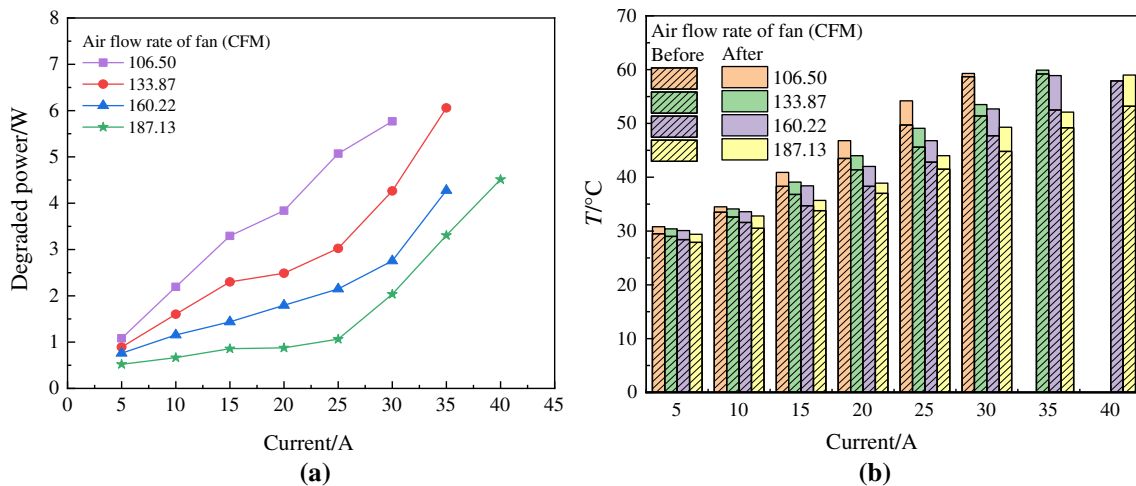 8
7
6
5
4
3
2
1
0
Degraded power/W
Air flow rate of fan (CFM)
106.50
133.87
160.22
187.13
0 5 10 15 20 25 30 35 40 45
Current/A
(a)
70
60
50
40
30
20
10
0
T/°C
Air flow rate of fan (CFM)
Before After
106.50
133.87
160.22
187.13
5 10 15 20 25 30 35 40
Current/A
(b)